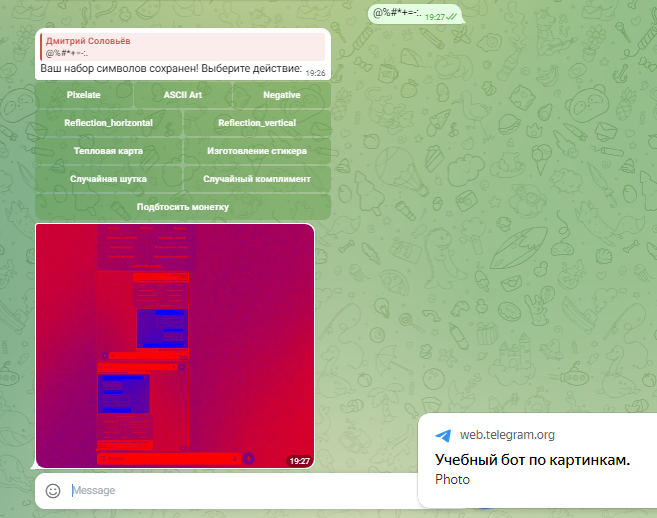 @%#*+=-:. 19:27
Дмитрий Соловьёв
@%#*+=-:.
Ваш набор символов сохранен! Выберите действие: 19:26
Pixelate ASCII Art Negative
Reflection_horizontal Reflection_vertical
Тепловая карта Изготовление стикера
Случайная шутка Случайный комплимент
Подбтосить монетку
19:27
web.telegram.org
Учебный бот по картинкам.
Photo
Message